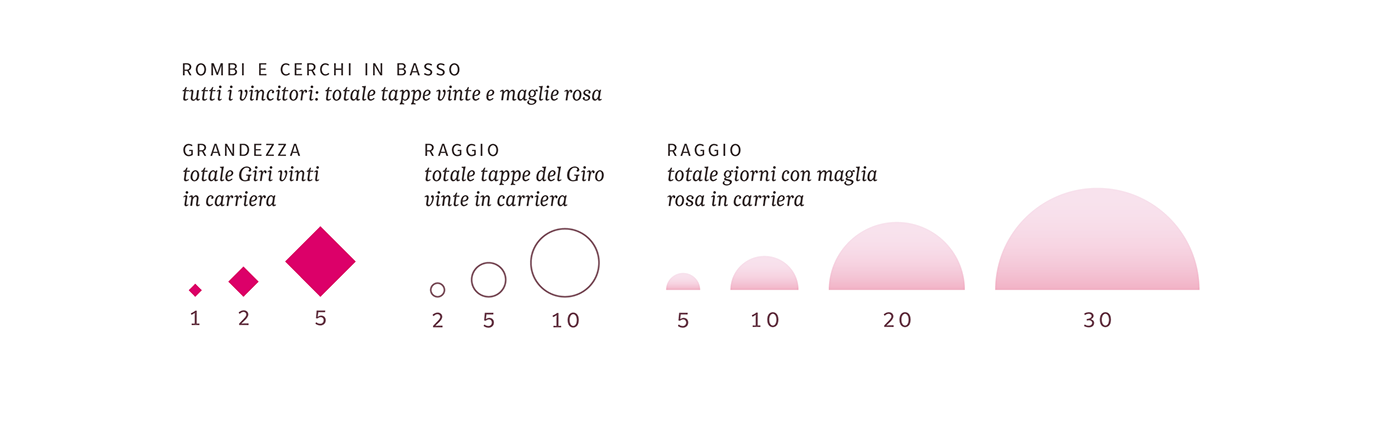 ROMBI E CERCHI IN BASSO
tutti i vincitori: totale tappe vinte e maglie rosa
GRANDEZZA
totale Giri vinti
in carriera
1 2 5
RAGGIO
totale tappe del Giro
vinte in carriera
2 5 10
RAGGIO
totale giorni con maglia
rosa in carriera
5 10 20 30